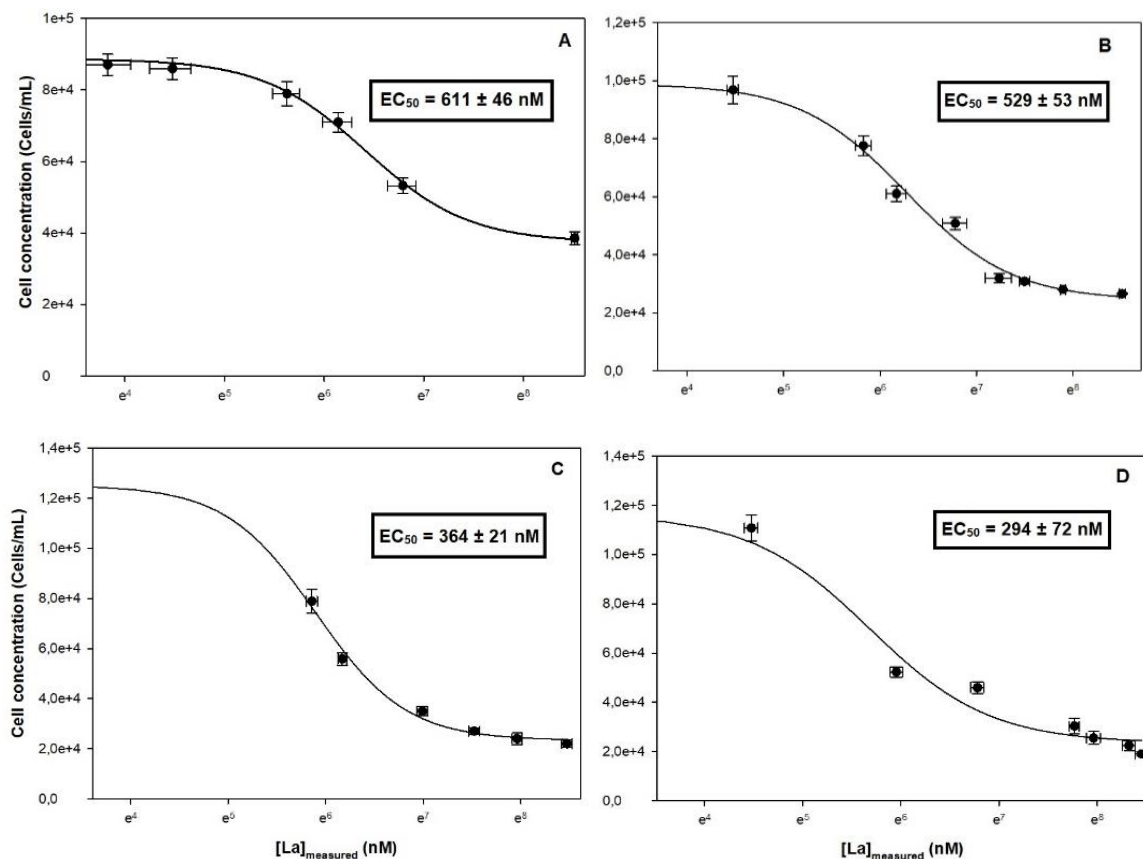 1e+5
A
8e+4
EC50 = 611 ± 46 nM
6e+4
4e+4
2e+4
0
e4 e5 e6 e7 e8
Cell concentration (Cells/mL)
1,2e+5
B
1,0e+5
EC50 = 529 ± 53 nM
8,0e+4
6,0e+4
4,0e+4
2,0e+4
0,0
e4 e5 e6 e7 e8
1,4e+5
C
1,2e+5
EC50 = 364 ± 21 nM
1,0e+5
8,0e+4
6,0e+4
4,0e+4
2,0e+4
0,0
e4 e5 e6 e7 e8
Cell concentration (Cells/mL)
[La]measured (nM)
1,4e+5
D
1,2e+5
EC50 = 294 ± 72 nM
1,0e+5
8,0e+4
6,0e+4
4,0e+4
2,0e+4
0,0
e4 e5 e6 e7 e8
[La]measured (nM)